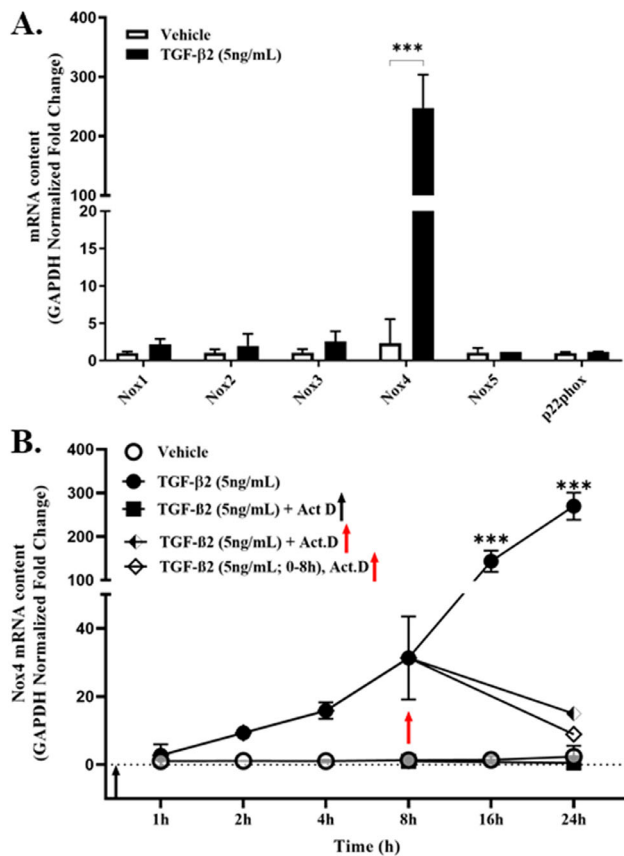 A.
Vehicle
TGF-β2 (5ng/mL)
***
mRNA content
(GAPDH Normalized Fold Change)
400
300
200
100
20
15
10
5
0
Nox1
Nox2
Nox3
Nox4
Nox5
p22phox
B.
Vehicle
TGF-β2 (5ng/mL)
TGF-ß2 (5ng/mL) + Act D
TGF-ß2 (5ng/mL) + Act.D
TGF-ß2 (5ng/mL; 0-8h), Act.D
***
***
Nox4 mRNA content
(GAPDH Normalized Fold Change)
400
300
200
100
40
20
0
1h
2h
4h
8h
16h
24h
Time (h)